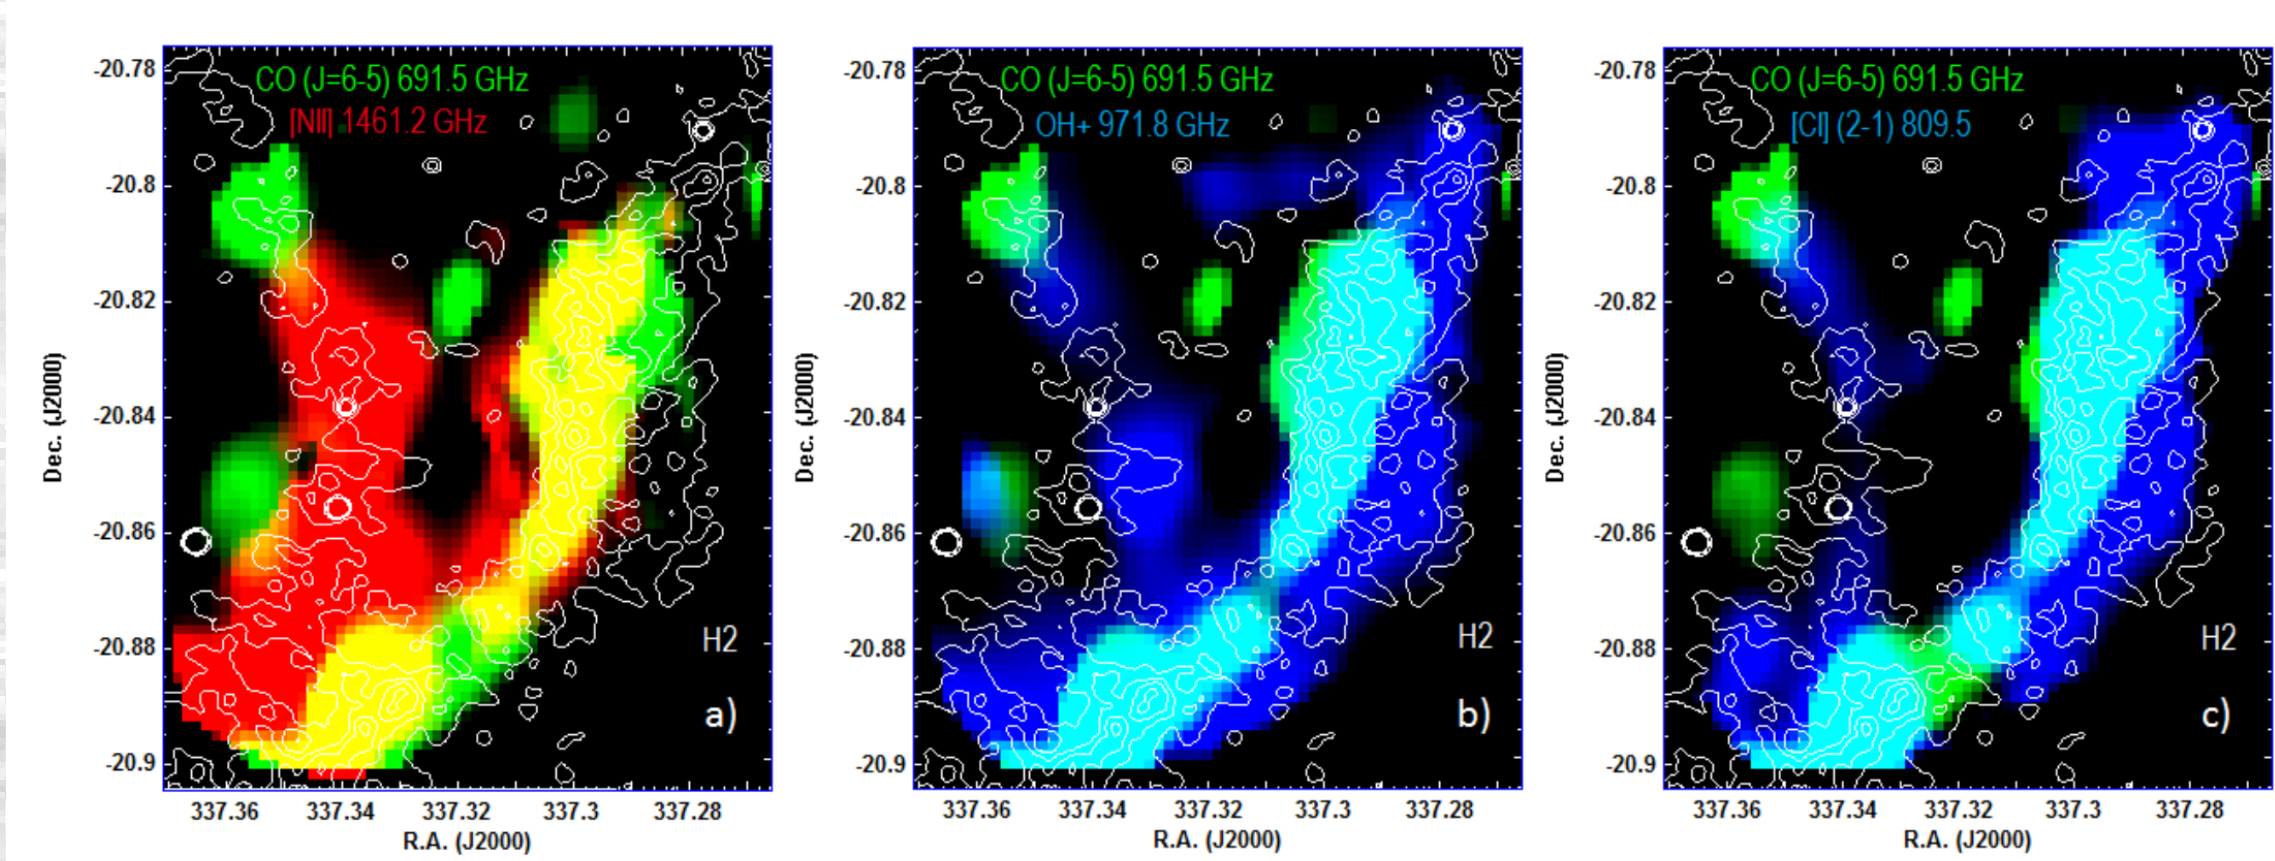 CO (J=6-5) 691.5 GHz
[NII] 1461.2 GHz
H2
a)
-20.78
-20.8
-20.82
-20.84
-20.86
-20.88
-20.9
337.36 337.34 337.32 337.3 337.28
R.A. (J2000)
Dec. (J2000)
CO (J=6-5) 691.5 GHz
OH+ 971.8 GHz
H2
b)
-20.78
-20.8
-20.82
-20.84
-20.86
-20.88
-20.9
337.36 337.34 337.32 337.3 337.28
R.A. (J2000)
Dec. (J2000)
CO (J=6-5) 691.5 GHz
[CI] (2-1) 809.5
H2
c)
-20.78
-20.8
-20.82
-20.84
-20.86
-20.88
-20.9
337.36 337.34 337.32 337.3 337.28
R.A. (J2000)
Dec. (J2000)